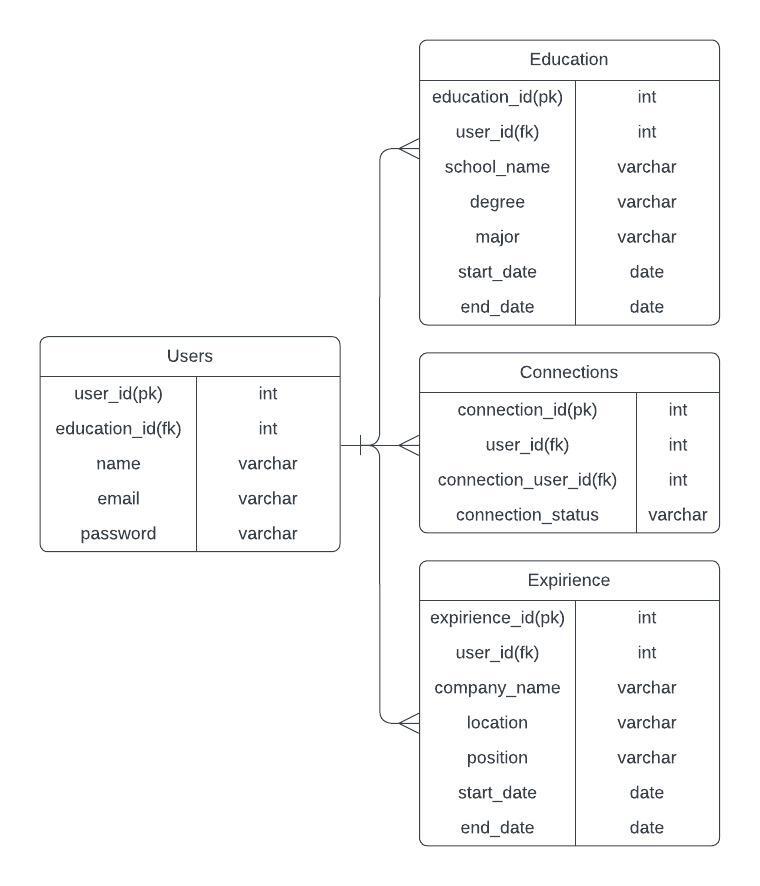 Education
education_id(pk) int
user_id(fk) int
school_name varchar
degree varchar
major varchar
start_date date
end_date date
Users
user_id(pk) int
education_id(fk) int
name varchar
email varchar
password varchar
Connections
connection_id(pk) int
user_id(fk) int
connection_user_id(fk) int
connection_status varchar
Expirience
expirience_id(pk) int
user_id(fk) int
company_name varchar
location varchar
position varchar
start_date date
end_date date